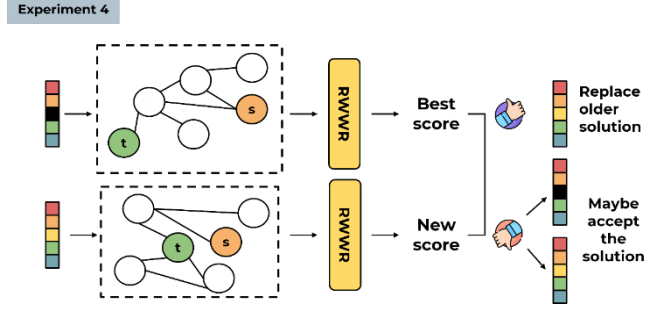 Experiment 4
s
t
RWWR
Best
score
Replace
older
solution
t
s
RWWR
New
score
Maybe
accept
the
solution